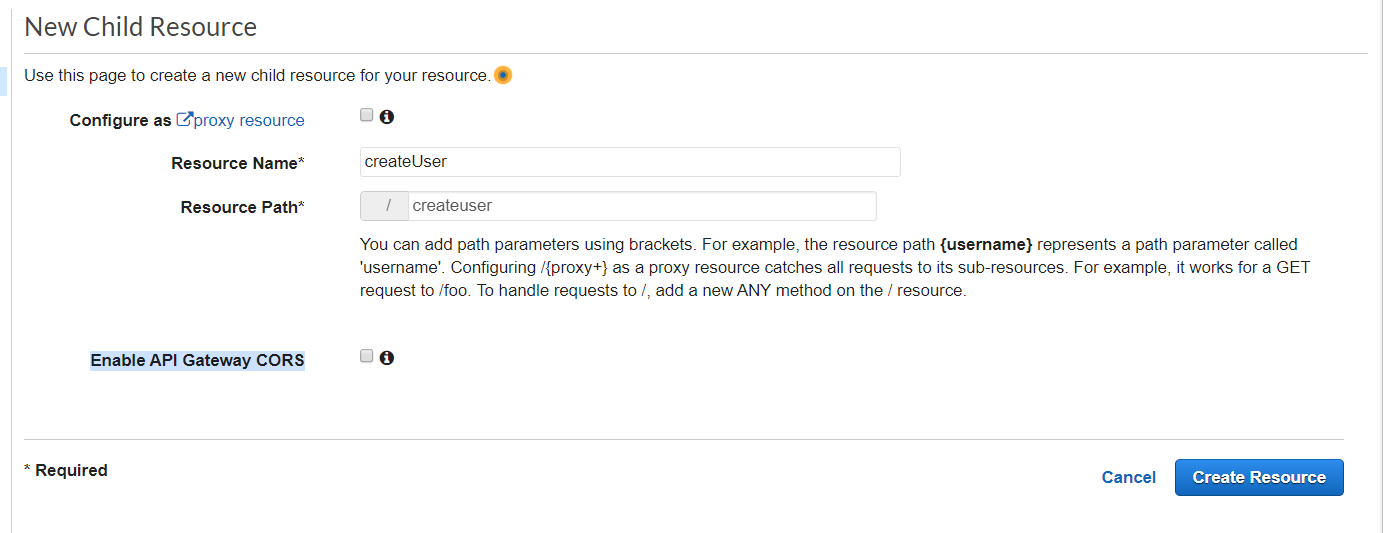 New Child Resource
Use this page to create a new child resource for your resource.
Configure as proxy resource
Resource Name* createUser
Resource Path* / createuser
You can add path parameters using brackets. For example, the resource path {username} represents a path parameter called
'username'. Configuring /{proxy+} as a proxy resource catches all requests to its sub-resources. For example, it works for a GET
request to /foo. To handle requests to /, add a new ANY method on the / resource.
Enable API Gateway CORS
* Required
Cancel Create Resource